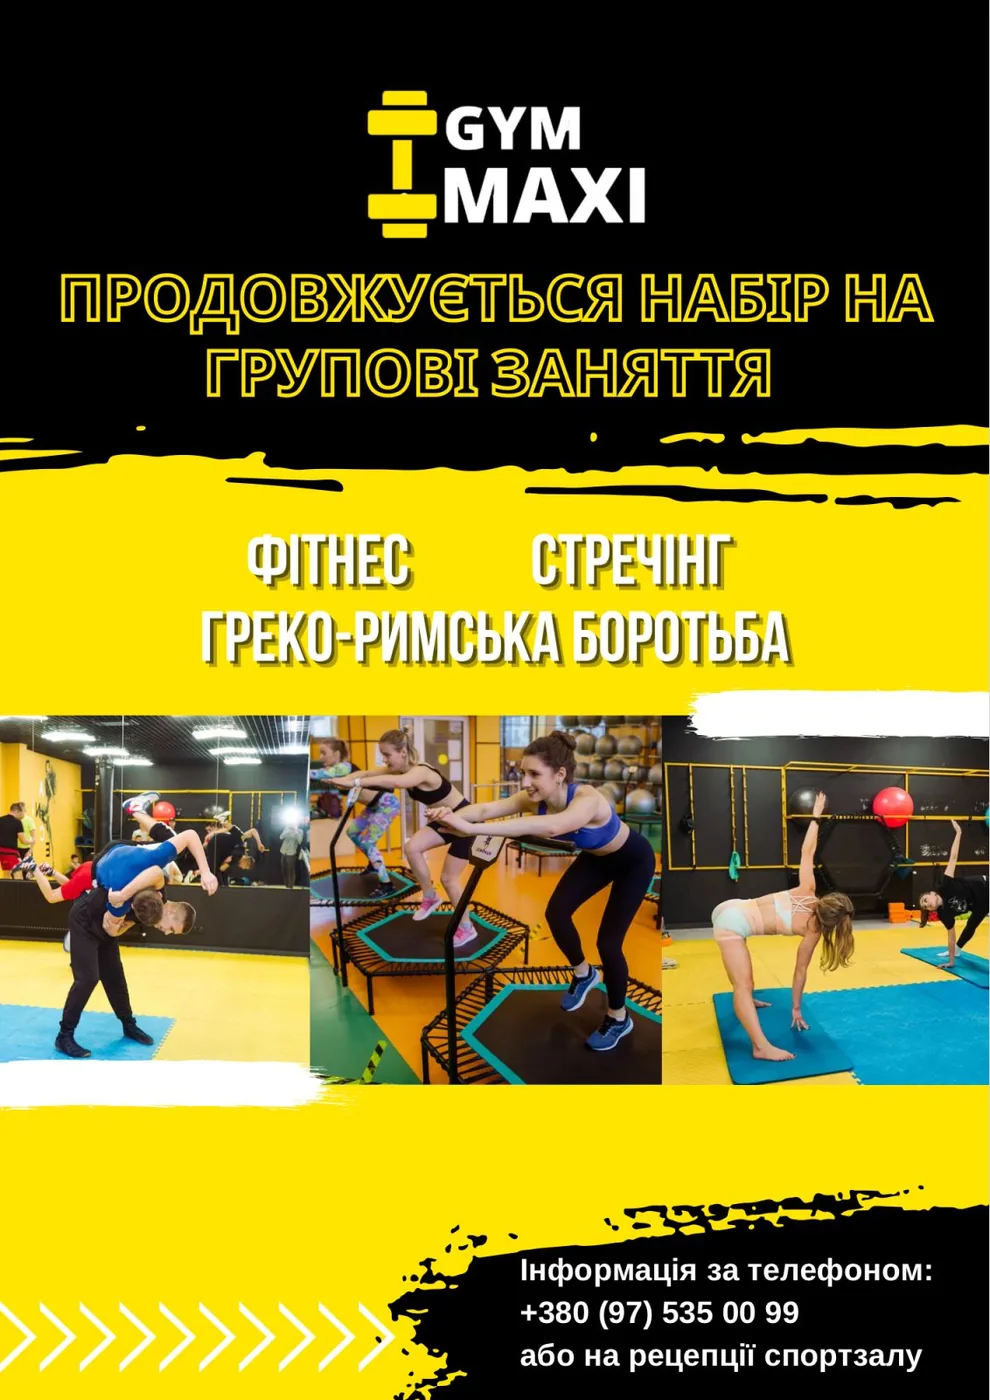 GYM
MAXI
ПРОДОВЖУЄТЬСЯ НАБІР НА
ГРУПОВІ ЗАНЯТТЯ
ФІТНЕС СТРЕЧІНГ
ГРЕКО-РИМСЬКА БОРОТЬБА
Інформація за телефоном:
+380 (97) 535 00 99
або на рецепції спортзалу